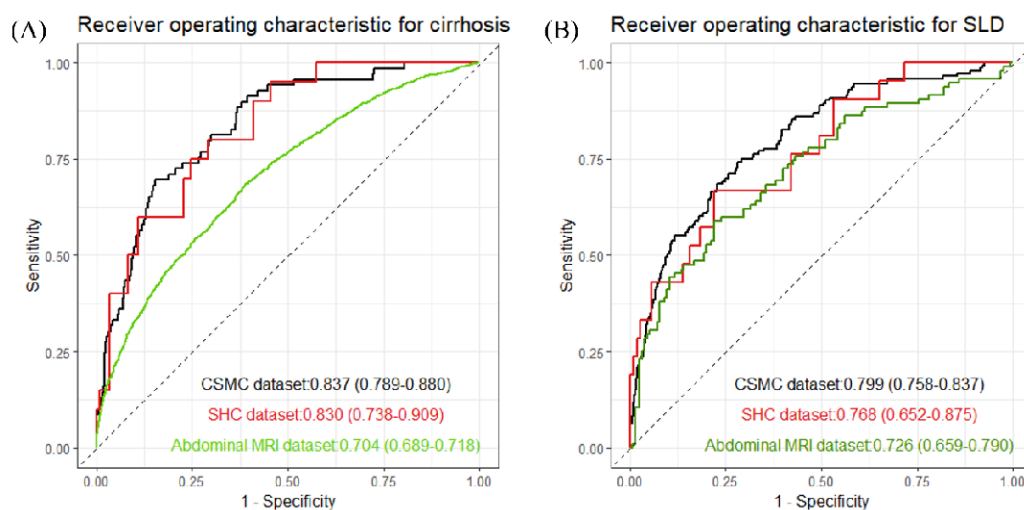 (A)
Receiver operating characteristic for cirrhosis
Sensitivity
1.00
0.75
0.50
0.25
0.00
CSMC dataset:0.837 (0.789-0.880)
SHC dataset:0.830 (0.738-0.909)
Abdominal MRI dataset:0.704 (0.689-0.718)
0.00 0.25 0.50 0.75 1.00
1 - Specificity
(B)
Receiver operating characteristic for SLD
Sensitivity
1.00
0.75
0.50
0.25
0.00
CSMC dataset:0.799 (0.758-0.837)
SHC dataset:0.768 (0.652-0.875)
Abdominal MRI dataset:0.726 (0.659-0.790)
0.00 0.25 0.50 0.75 1.00
1 - Specificity